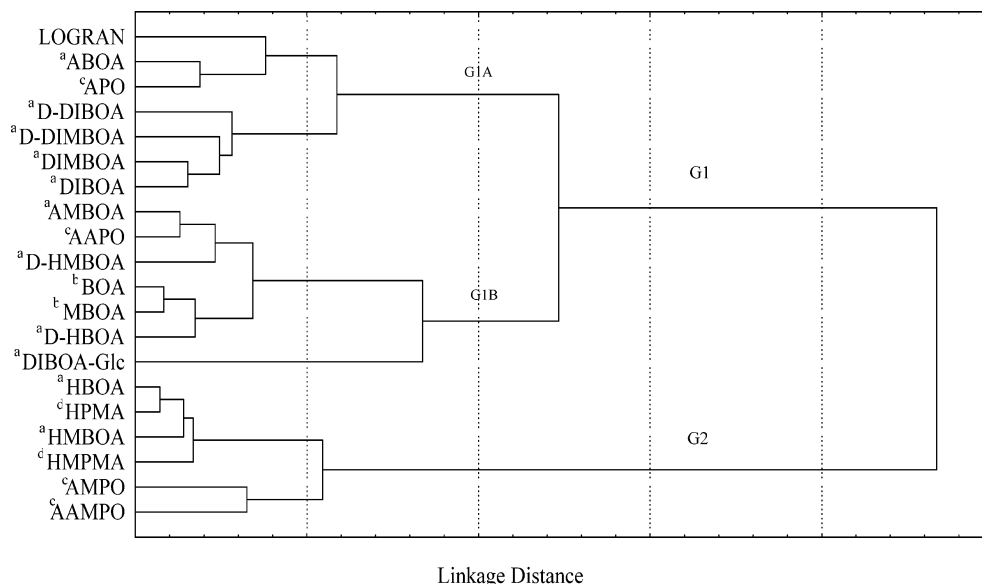 LOGRAN
aABOA
cAPO
aD-DIBOA
aD-DIMBOA
aDIMBOA
aDIBOA
aAMBOA
cAAPO
aD-HMBOA
bBOA
bMBOA
aD-HBOA
aDIBOA-Glc
aHBOA
dHPMA
aHMBOA
dHMPMA
cAMPO
cAAMPO
G1A
G1
G1B
G2
Linkage Distance